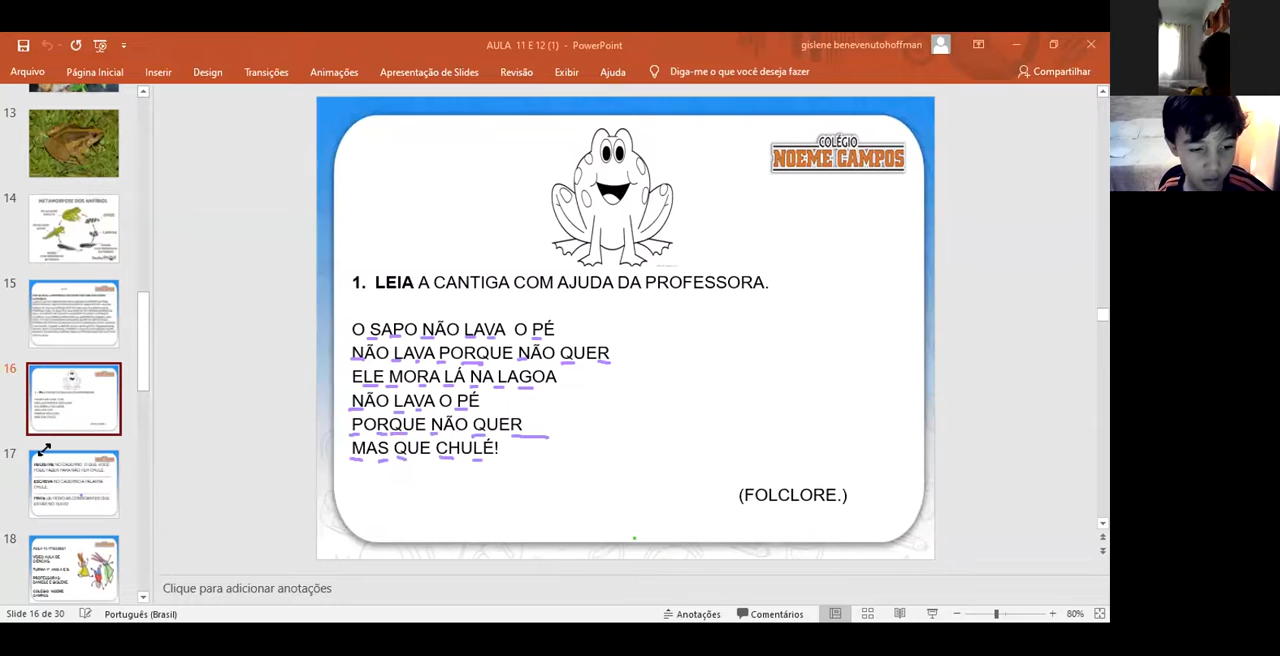 AULA 11 E 12 (1) - PowerPoint
gislene benevenutohoffman
Arquivo Página Inicial Inserir Design Transições Animações Apresentação de Slides Revisão Exibir Ajuda Diga-me o que você deseja fazer Compartilhar
13
14
METAMORFOSE DOS ANFÍBIOS
15
16
17
18
COLÉGIO
NOEME CAMPOS
1. LEIA A CANTIGA COM AJUDA DA PROFESSORA.
O SAPO NÃO LAVA O PÉ
NÃO LAVA PORQUE NÃO QUER
ELE MORA LÁ NA LAGOA
NÃO LAVA O PÉ
PORQUE NÃO QUER
MAS QUE CHULÉ!
(FOLCLORE.)
Clique para adicionar anotações
Slide 16 de 30 Português (Brasil) Anotações Comentários 80%